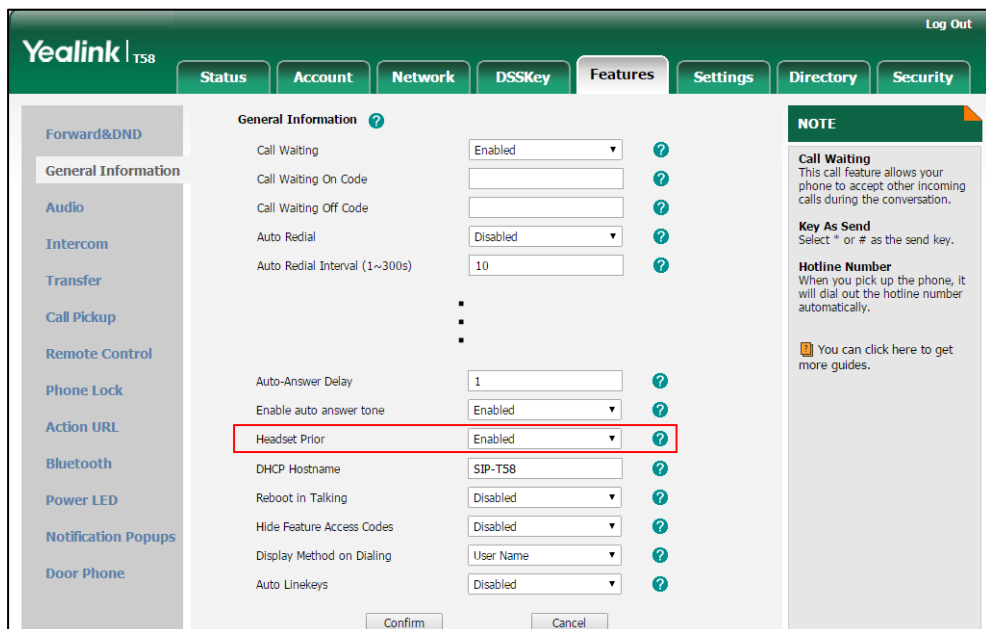 Log Out
Yealink T58
Status Account Network DSSKey Features Settings Directory Security
Forward&DND
General Information
Audio
Intercom
Transfer
Call Pickup
Remote Control
Phone Lock
Action URL
Bluetooth
Power LED
Notification Popups
Door Phone
General Information ?
Call Waiting Enabled ?
Call Waiting On Code ?
Call Waiting Off Code ?
Auto Redial Disabled ?
Auto Redial Interval (1~300s) 10 ?
Auto-Answer Delay 1 ?
Enable auto answer tone Enabled ?
Headset Prior Enabled ?
DHCP Hostname SIP-T58 ?
Reboot in Talking Disabled ?
Hide Feature Access Codes Disabled ?
Display Method on Dialing User Name ?
Auto Linekeys Disabled ?
Confirm Cancel
NOTE
Call Waiting
This call feature allows your
phone to accept other incoming
calls during the conversation.
Key As Send
Select * or # as the send key.
Hotline Number
When you pick up the phone, it
will dial out the hotline number
automatically.
? You can click here to get
more guides.